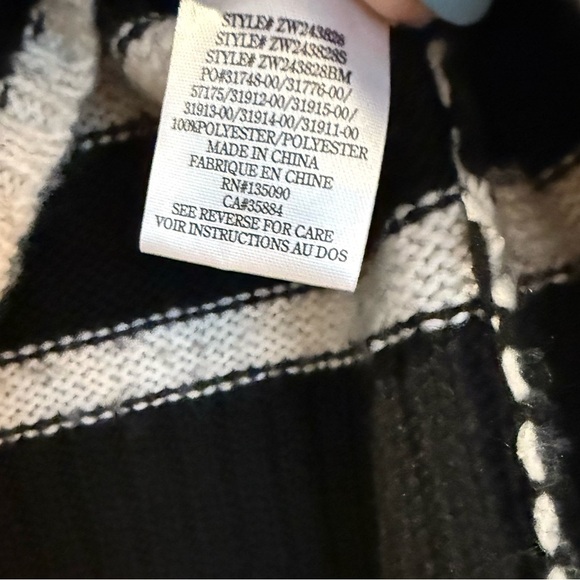 STYLE# ZW243828
STYLE# ZW243828S
STYLE# ZW243828BM
PO#31748-00/31776-00/
57175/31912-00/31915-00/
31913-00/31914-00/31911-00
100%POLYESTER/POLYESTER
MADE IN CHINA
FABRIQUE EN CHINE
RN#135090
CA#35884
SEE REVERSE FOR CARE
VOIR INSTRUCTIONS AU DOS